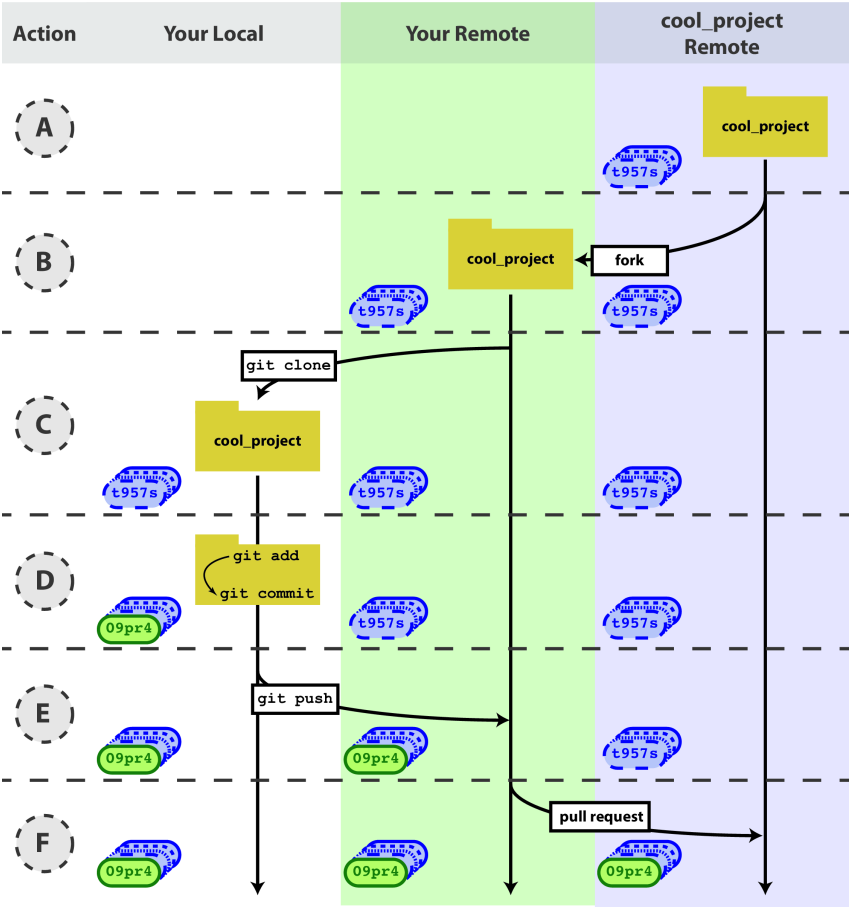 Action
Your Local
Your Remote
cool_project
Remote
A
cool_project
t957s
B
cool_project
fork
t957s
t957s
C
git clone
cool_project
t957s
t957s
t957s
D
git add
git commit
09pr4
t957s
t957s
E
git push
09pr4
09pr4
t957s
F
pull request
09pr4
09pr4
09pr4